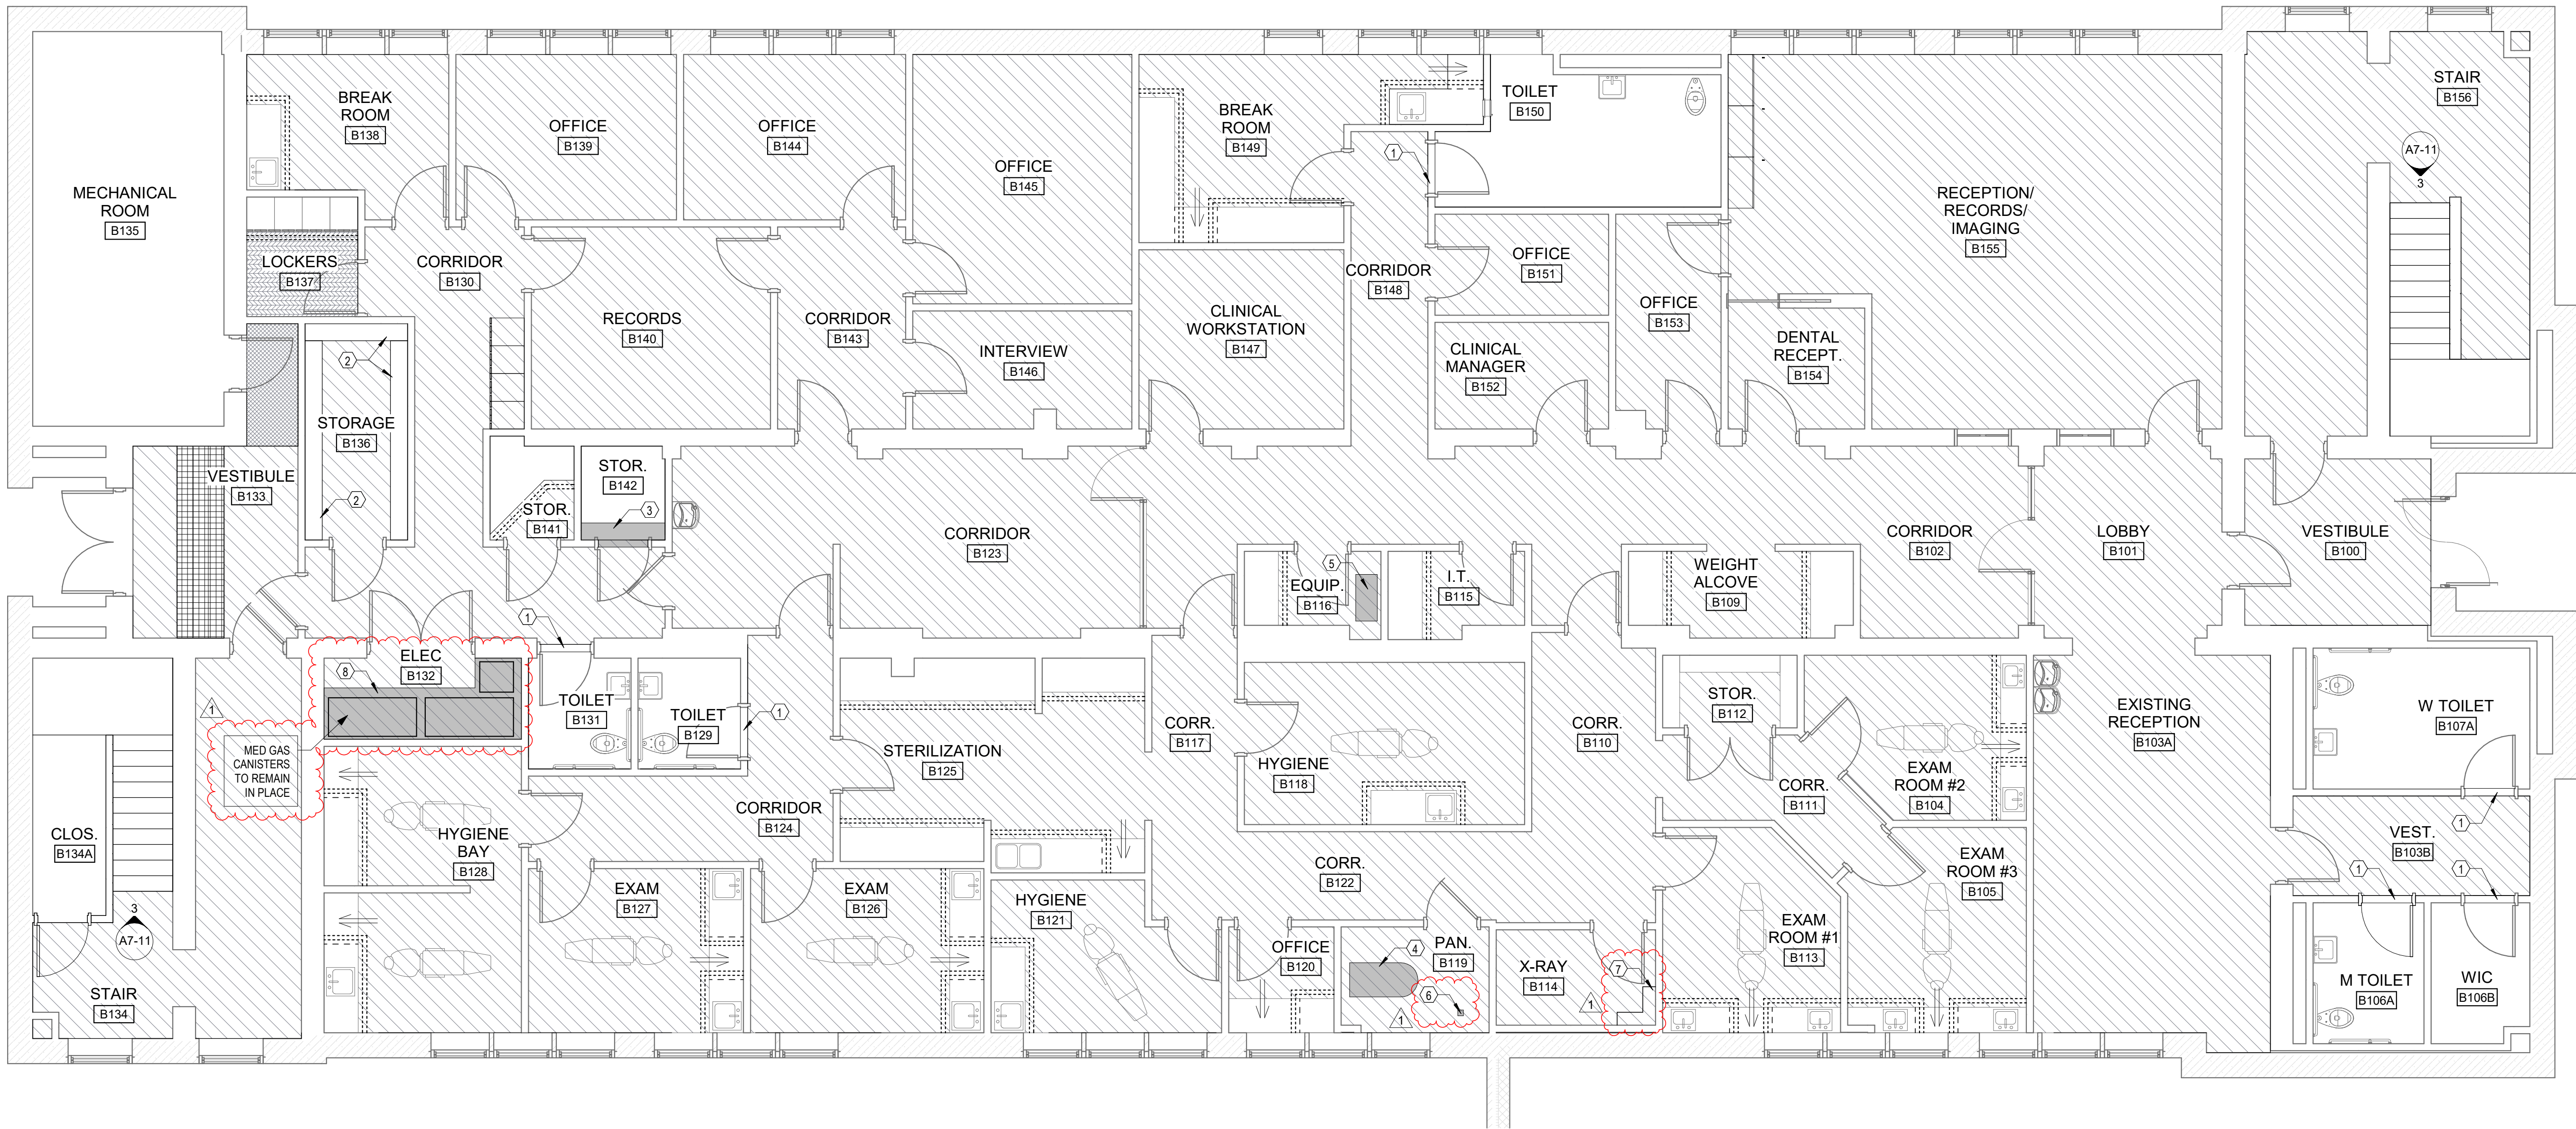 BREAK
ROOM
B138
OFFICE
B139
OFFICE
B144
OFFICE
B145
BREAK
ROOM
B149
TOILET
B150
STAIR
B156
A7-11
3
1
MECHANICAL
ROOM
B135
LOCKERS
B137
CORRIDOR
B130
RECORDS
B140
CORRIDOR
B143
INTERVIEW
B146
CLINICAL
WORKSTATION
B147
CORRIDOR
B148
OFFICE
B151
CLINICAL
MANAGER
B152
OFFICE
B153
DENTAL
RECEPT.
B154
RECEPTION/
RECORDS/
IMAGING
B155
2
STORAGE
B136
2
VESTIBULE
B133
STOR.
B141
STOR.
B142
3
CORRIDOR
B123
EQUIP.
B116
5
I.T.
B115
WEIGHT
ALCOVE
B109
CORRIDOR
B102
LOBBY
B101
VESTIBULE
B100
1
ELEC
B132
8
1
MED GAS
CANISTERS
TO REMAIN
IN PLACE
TOILET
B131
TOILET
B129
1
STERILIZATION
B125
CORR.
B117
HYGIENE
B118
CORR.
B110
STOR.
B112
CORR.
B111
EXAM
ROOM #2
B104
EXISTING
RECEPTION
B103A
W TOILET
B107A
CLOS.
B134A
HYGIENE
BAY
B128
CORRIDOR
B124
CORR.
B122
EXAM
ROOM #3
B105
VEST.
B103B
1
1
1
3
A7-11
STAIR
B134
EXAM
B127
EXAM
B126
HYGIENE
B121
OFFICE
B120
4
PAN.
B119
6
1
X-RAY
B114
7
1
EXAM
ROOM #1
B113
M TOILET
B106A
WIC
B106B